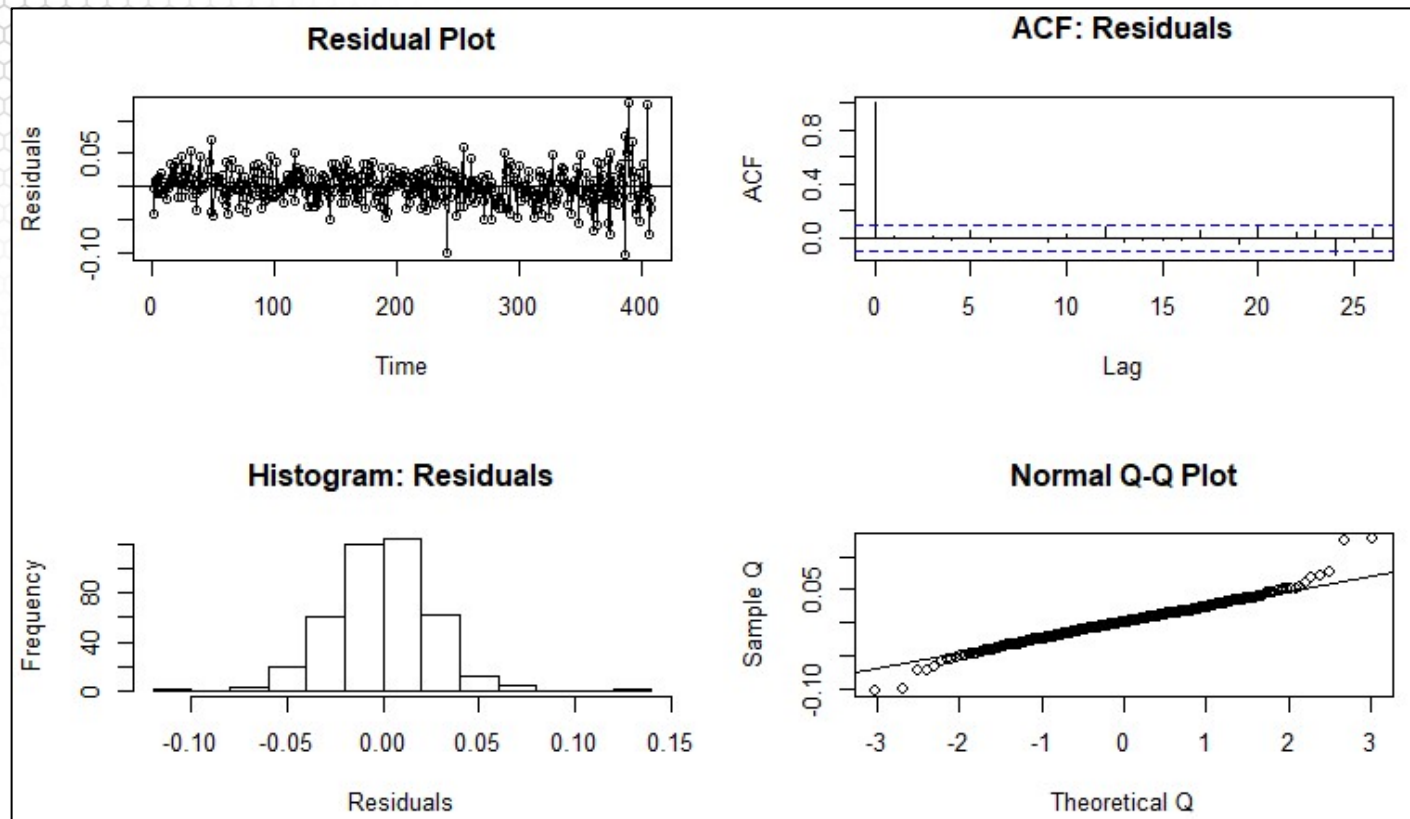 Residual Plot
Residuals
0.05
-0.10
0 100 200 300 400
Time
ACF: Residuals
ACF
0.8
0.4
0.0
0 5 10 15 20 25
Lag
Histogram: Residuals
Frequency
80
40
0
-0.10 -0.05 0.00 0.05 0.10 0.15
Residuals
Normal Q-Q Plot
Sample Q
0.05
-0.10
-3 -2 -1 0 1 2 3
Theoretical Q